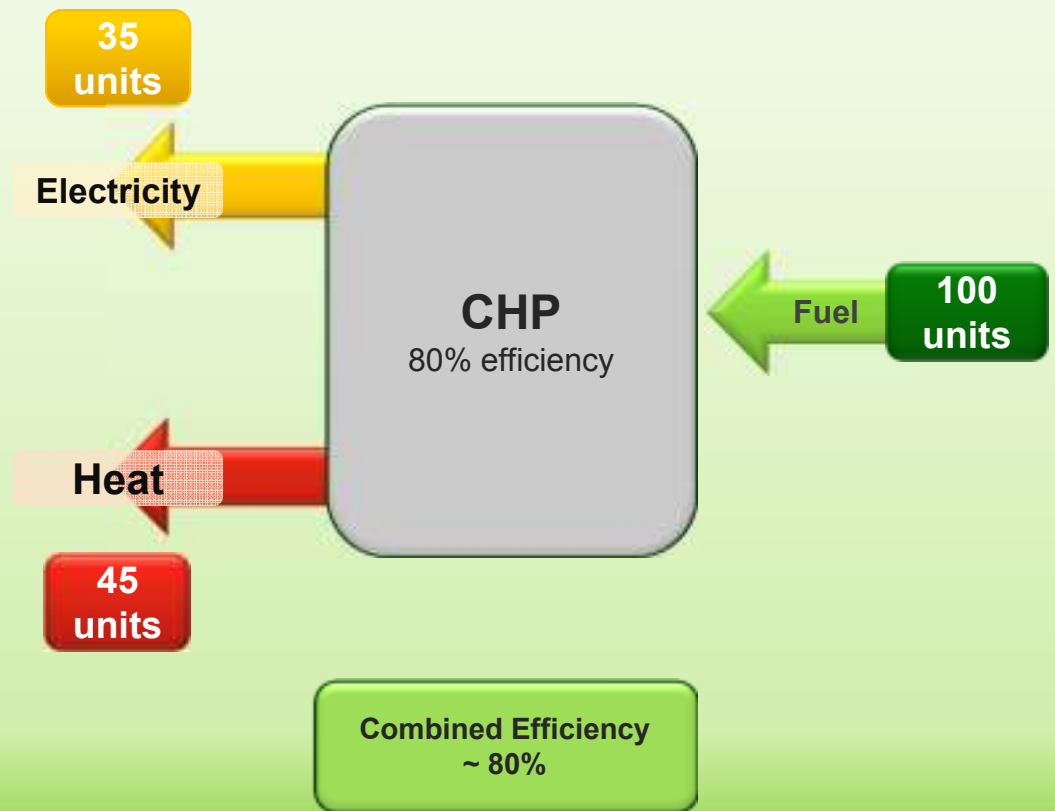 35
units
Electricity
CHP
80% efficiency
Fuel
100
units
Heat
45
units
Combined Efficiency
~ 80%